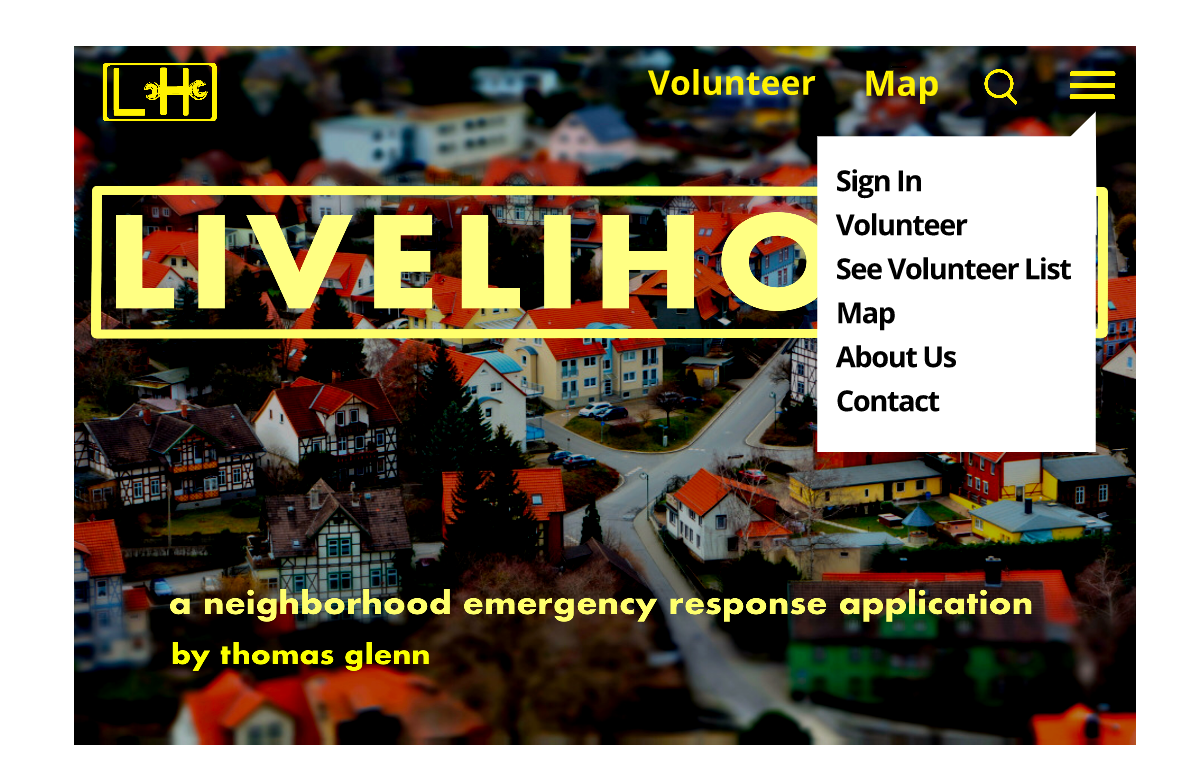 LH
Volunteer Map
LIVELIHO
Sign In
Volunteer
See Volunteer List
Map
About Us
Contact
a neighborhood emergency response application
by thomas glenn